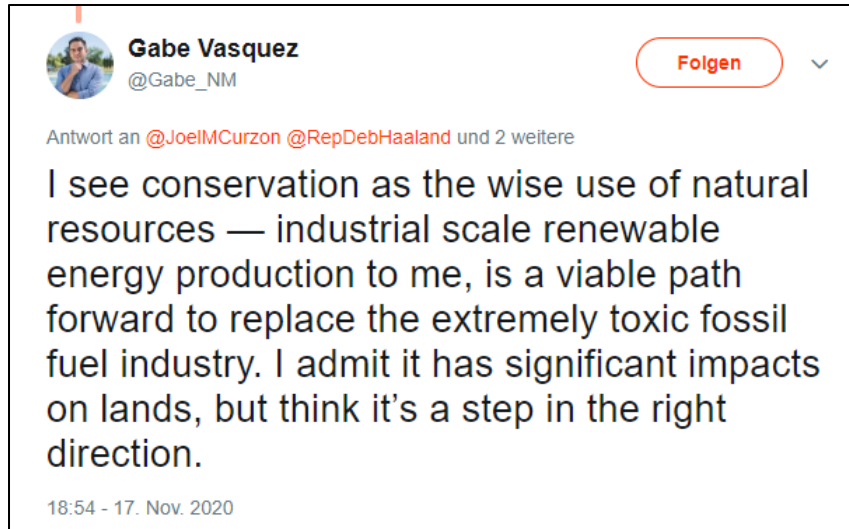 Gabe Vasquez
@Gabe_NM
Folgen
Antwort an @JoelMCurzon @RepDebHaaland und 2 weitere
I see conservation as the wise use of natural
resources — industrial scale renewable
energy production to me, is a viable path
forward to replace the extremely toxic fossil
fuel industry. I admit it has significant impacts
on lands, but think it’s a step in the right
direction.
18:54 - 17. Nov. 2020